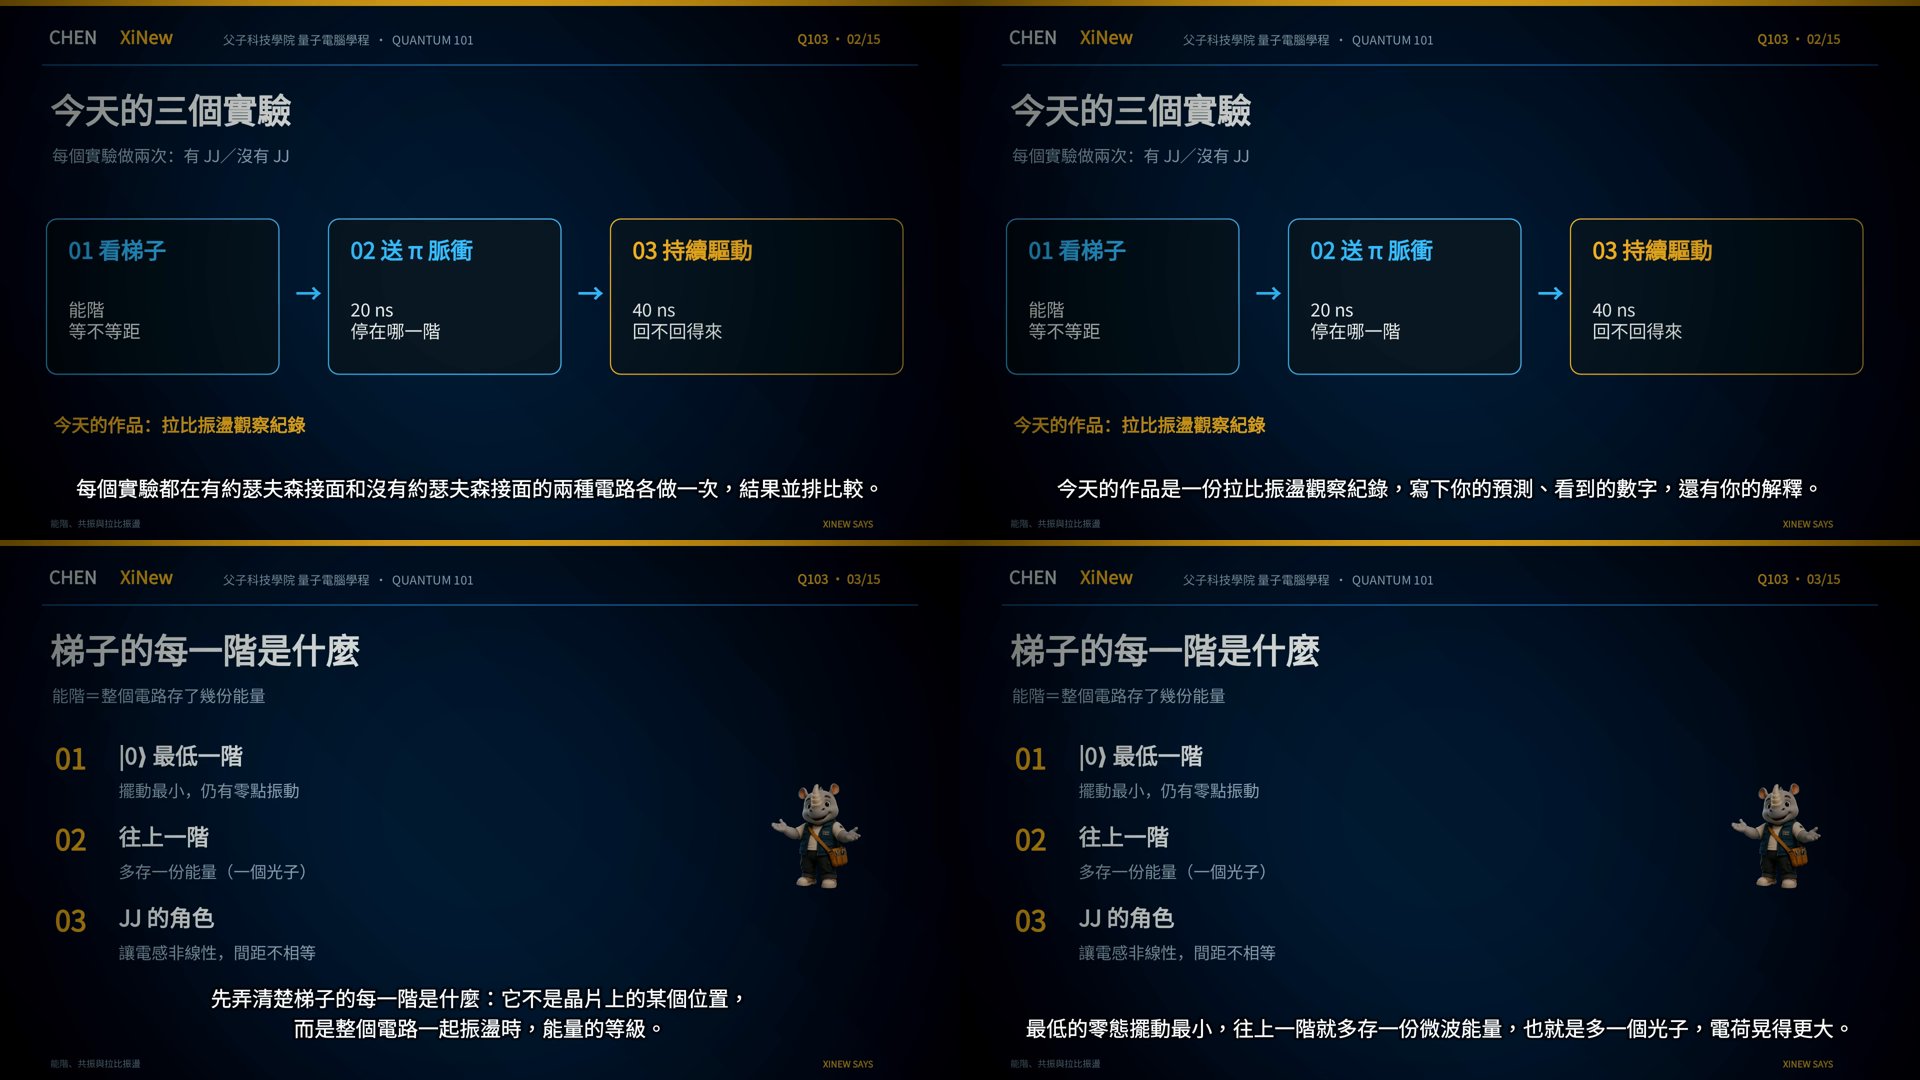 CHEN XiNew 父子科技學院 量子電腦學程 · QUANTUM 101 Q103 · 02/15
今天的三個實驗
每個實驗做兩次：有 JJ／沒有 JJ
01 看梯子
能階
等不等距
→
02 送 π 脈衝
20 ns
停在哪一階
→
03 持續驅動
40 ns
回不回得來
今天的作品：拉比振盪觀察紀錄
每個實驗都在有約瑟夫森接面和沒有約瑟夫森接面的兩種電路各做一次，結果並排比較。
能階、共振與拉比振盪 XINEW SAYS
CHEN XiNew 父子科技學院 量子電腦學程 · QUANTUM 101 Q103 · 02/15
今天的三個實驗
每個實驗做兩次：有 JJ／沒有 JJ
01 看梯子
能階
等不等距
→
02 送 π 脈衝
20 ns
停在哪一階
→
03 持續驅動
40 ns
回不回得來
今天的作品：拉比振盪觀察紀錄
今天的作品是一份拉比振盪觀察紀錄，寫下你的預測、看到的數字，還有你的解釋。
能階、共振與拉比振盪 XINEW SAYS
CHEN XiNew 父子科技學院 量子電腦學程 · QUANTUM 101 Q103 · 03/15
梯子的每一階是什麼
能階＝整個電路存了幾份能量
01 |0⟩ 最低一階
擺動最小，仍有零點振動
02 往上一階
多存一份能量（一個光子）
03 JJ 的角色
讓電感非線性，間距不相等
先弄清楚梯子的每一階是什麼：它不是晶片上的某個位置，
而是整個電路一起振盪時，能量的等級。
能階、共振與拉比振盪 XINEW SAYS
CHEN XiNew 父子科技學院 量子電腦學程 · QUANTUM 101 Q103 · 03/15
梯子的每一階是什麼
能階＝整個電路存了幾份能量
01 |0⟩ 最低一階
擺動最小，仍有零點振動
02 往上一階
多存一份能量（一個光子）
03 JJ 的角色
讓電感非線性，間距不相等
最低的零態擺動最小，往上一階就多存一份微波能量，也就是多一個光子，電荷晃得更大。
能階、共振與拉比振盪 XINEW SAYS